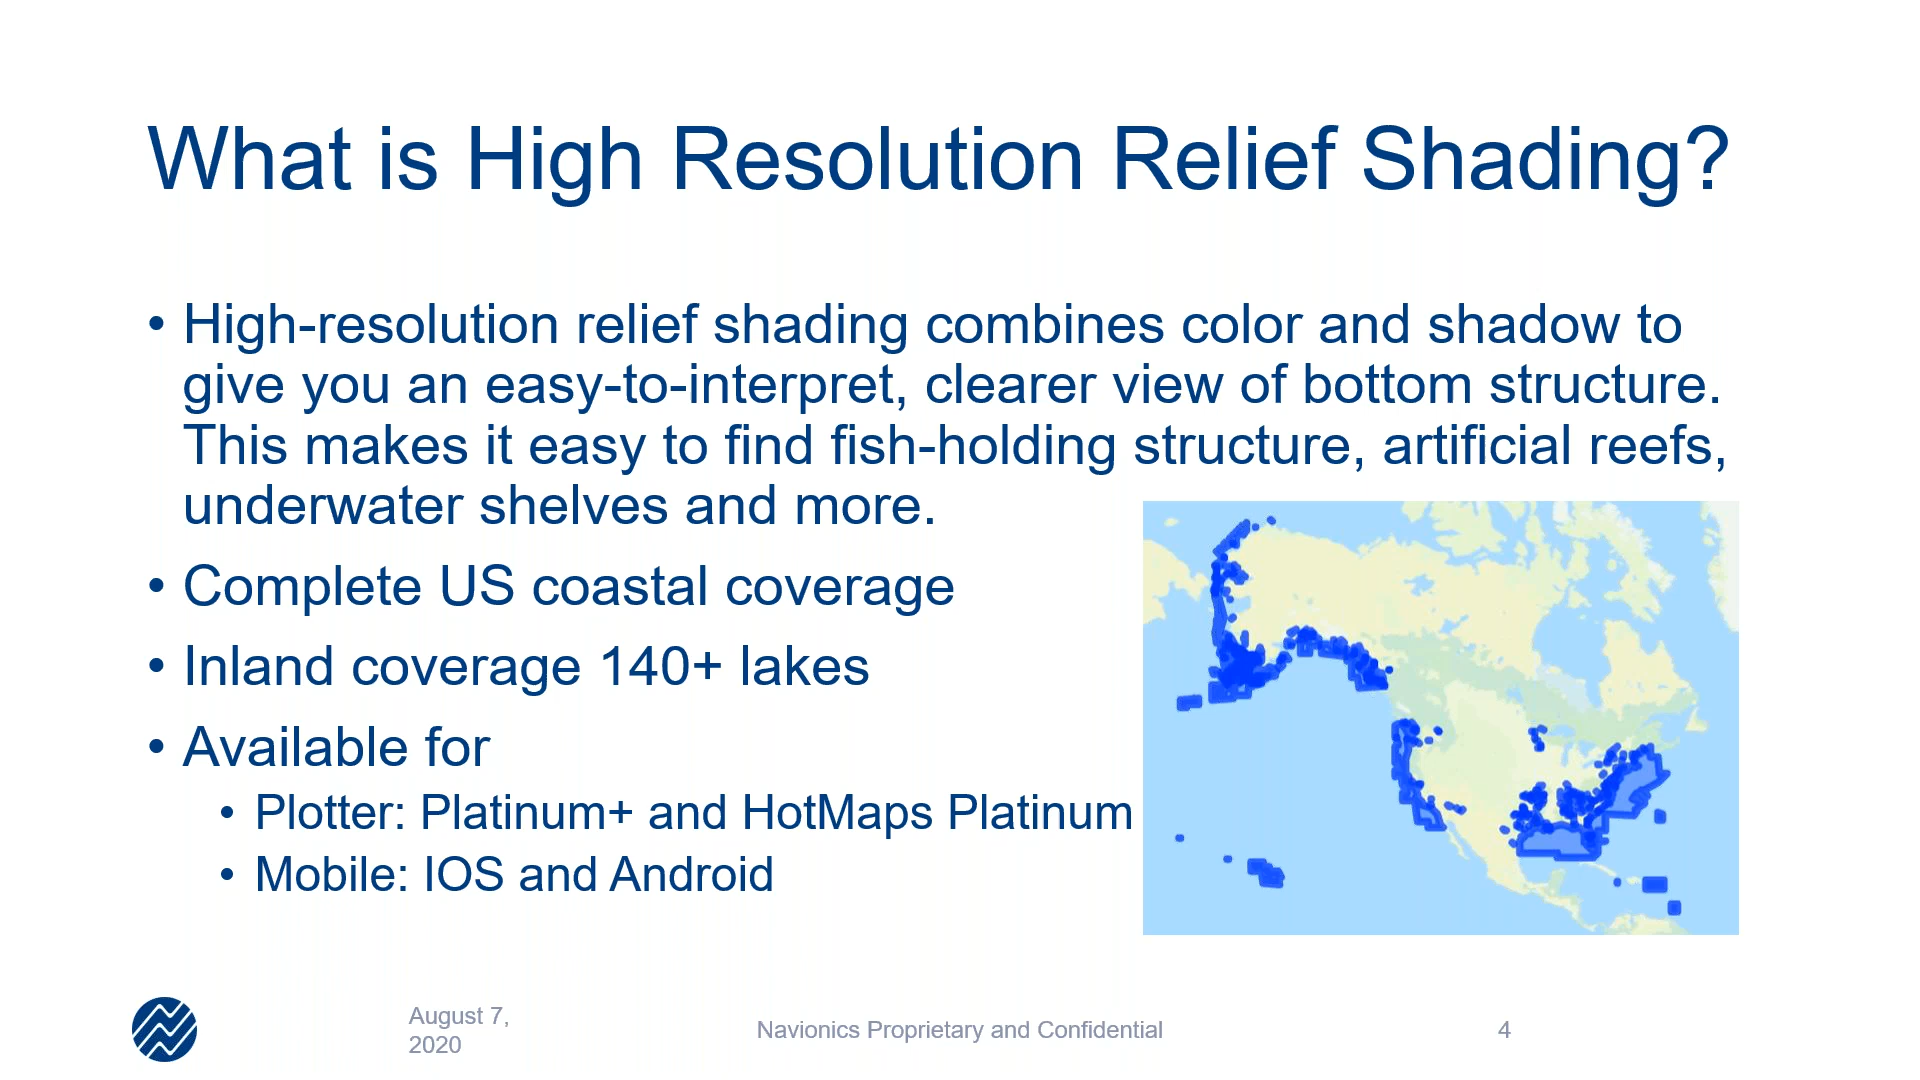 What is High Resolution Relief Shading?
• High-resolution relief shading combines color and shadow to
give you an easy-to-interpret, clearer view of bottom structure.
This makes it easy to find fish-holding structure, artificial reefs,
underwater shelves and more.
• Complete US coastal coverage
• Inland coverage 140+ lakes
• Available for
• Plotter: Platinum+ and HotMaps Platinum
• Mobile: IOS and Android
August 7,
2020
Navionics Proprietary and Confidential
4